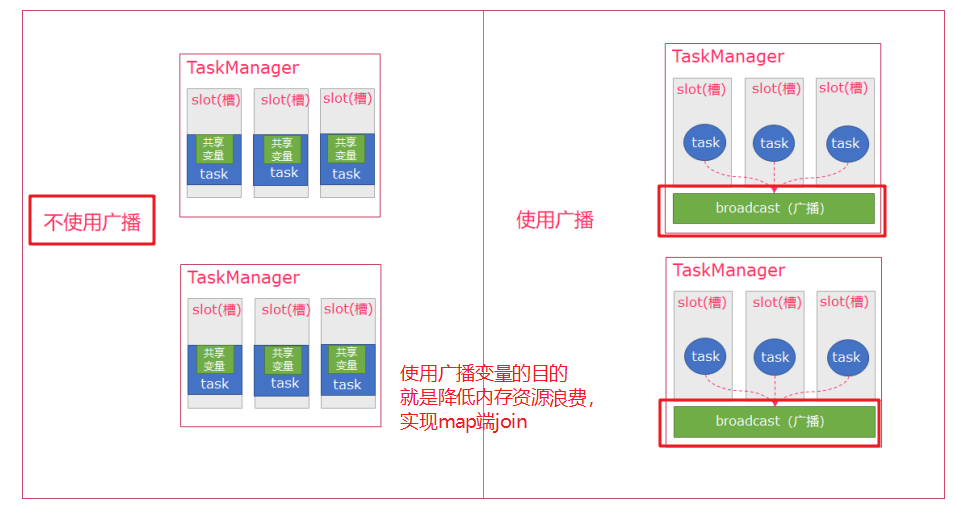 不使用广播
TaskManager
slot(槽)
slot(槽)
slot(槽)
共享
变量
共享
变量
共享
变量
task
task
task
TaskManager
slot(槽)
slot(槽)
slot(槽)
共享
变量
共享
变量
共享
变量
task
task
task
使用广播变量的目的
就是降低内存资源浪费，
实现map端join
使用广播
TaskManager
slot(槽)
slot(槽)
slot(槽)
task
task
task
broadcast（广播）
TaskManager
slot(槽)
slot(槽)
slot(槽)
task
task
task
broadcast（广播）